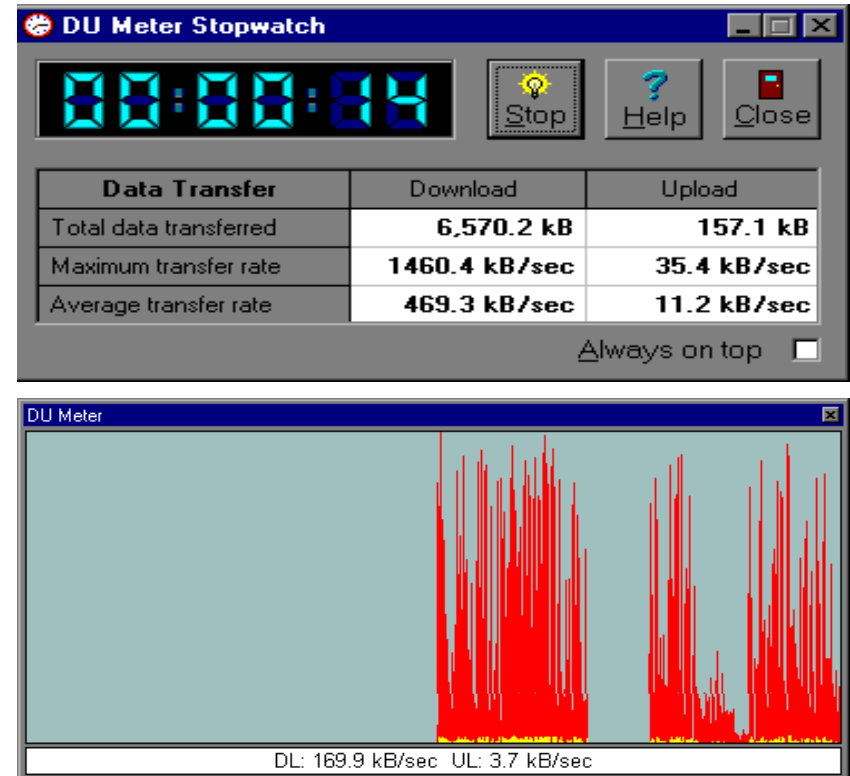 DU Meter Stopwatch
00:00:14
Stop Help Close
Data Transfer Download Upload
Total data transferred 6,570.2 kB 157.1 kB
Maximum transfer rate 1460.4 kB/sec 35.4 kB/sec
Average transfer rate 469.3 kB/sec 11.2 kB/sec
Always on top
DU Meter
DL: 169.9 kB/sec UL: 3.7 kB/sec